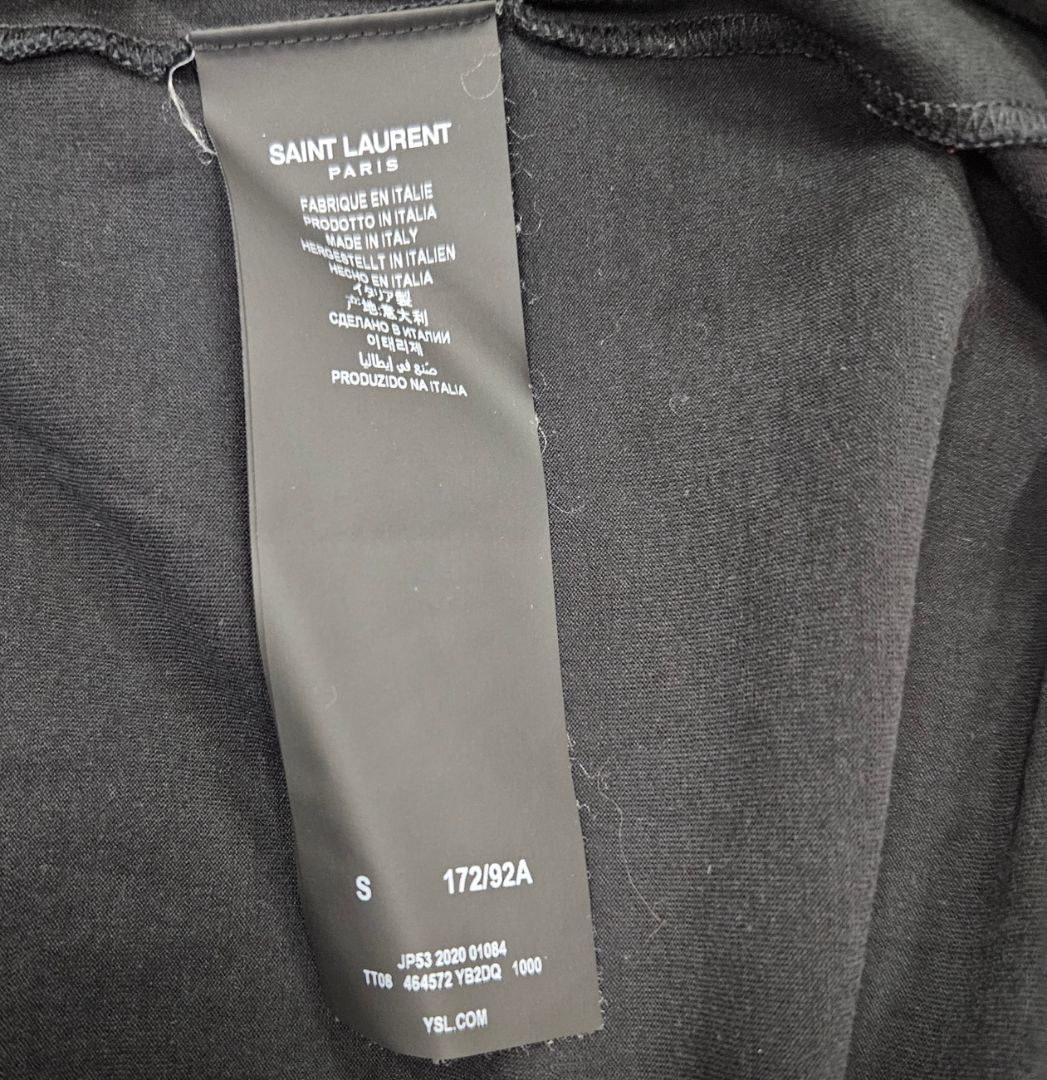 SAINT LAURENT
PARIS
FABRIQUE EN ITALIE
PRODOTTO IN ITALIA
MADE IN ITALY
HERGESTELLT IN ITALIEN
HECHO EN ITALIA
イタリア製
产地:意大利
СДЕЛАНО В ИТАЛИИ
이태리제
صنع في إيطاليا
PRODUZIDO NA ITALIA
S 172/92A
JP53 2020 01084
TT08 464572 YB2DQ 1000
YSL.COM